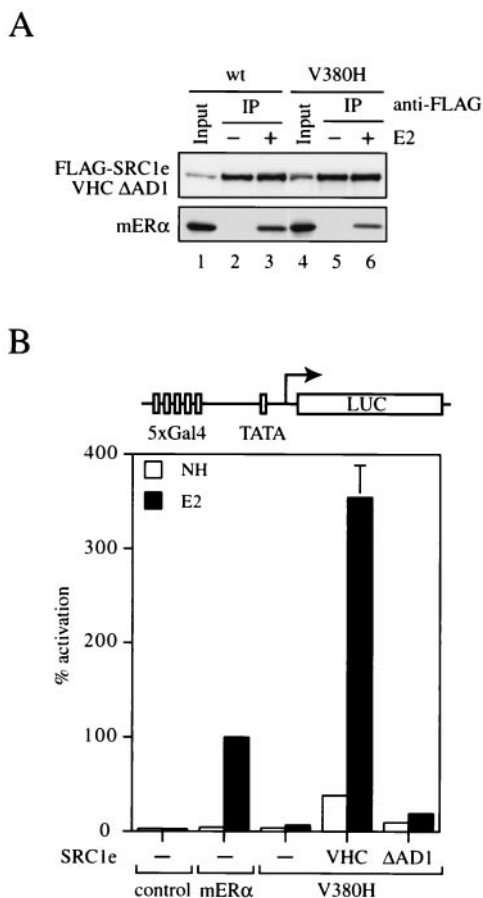 A
wt V380H
Input IP Input IP anti-FLAG
− + − + E2
FLAG-SRC1e
VHC ΔAD1
mERα
1 2 3 4 5 6
B
LUC
5xGal4 TATA
400
300
200
100
0
% activation
NH
E2
SRC1e − − − VHC ΔAD1
control mERα V380H